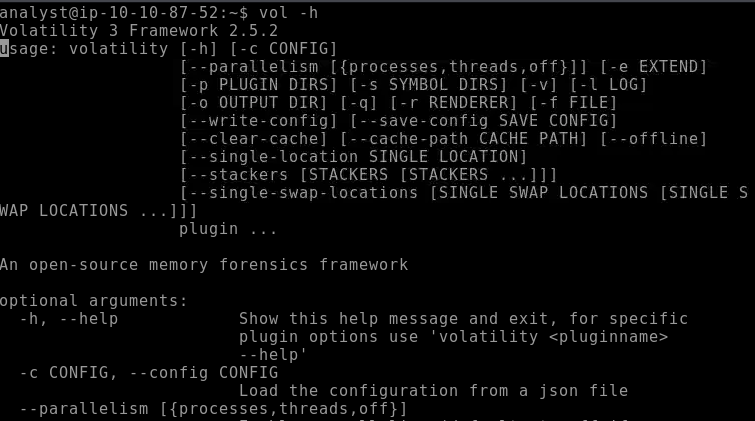 analyst@ip-10-10-87-52:~$ vol -h
Volatility 3 Framework 2.5.2
usage: volatility [-h] [-c CONFIG]
[--parallelism [{processes,threads,off}]] [-e EXTEND]
[-p PLUGIN DIRS] [-s SYMBOL DIRS] [-v] [-l LOG]
[-o OUTPUT DIR] [-q] [-r RENDERER] [-f FILE]
[--write-config] [--save-config SAVE CONFIG]
[--clear-cache] [--cache-path CACHE PATH] [--offline]
[--single-location SINGLE LOCATION]
[--stackers [STACKERS [STACKERS ...]]]
[--single-swap-locations [SINGLE SWAP LOCATIONS [SINGLE S
WAP LOCATIONS ...]]]
plugin ...
An open-source memory forensics framework
optional arguments:
-h, --help Show this help message and exit, for specific
plugin options use 'volatility <pluginname>
--help'
-c CONFIG, --config CONFIG
Load the configuration from a json file
--parallelism [{processes,threads,off}]